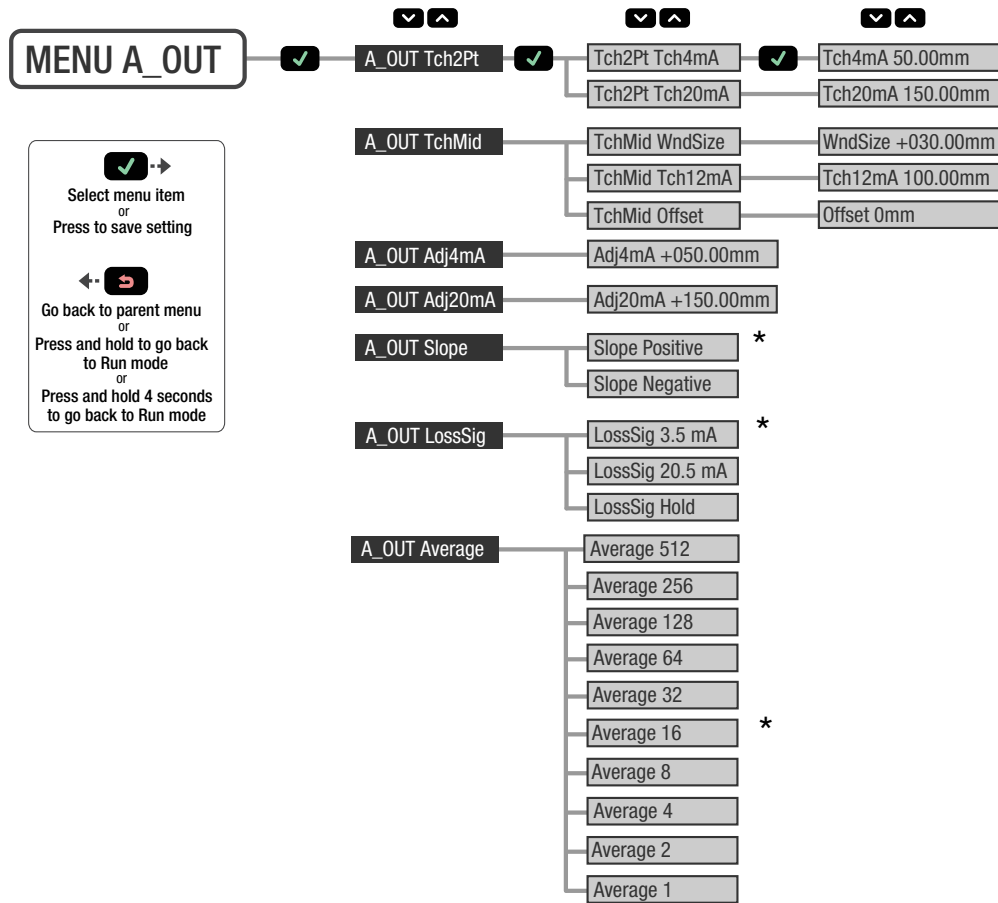 MENU A_OUT
A_OUT Tch2Pt
Tch2Pt Tch4mA
Tch4mA 50.00mm
Tch2Pt Tch20mA
Tch20mA 150.00mm
Select menu item
or
Press to save setting
Go back to parent menu
or
Press and hold to go back
to Run mode
or
Press and hold 4 seconds
to go back to Run mode
A_OUT TchMid
TchMid WndSize
WndSize +030.00mm
TchMid Tch12mA
Tch12mA 100.00mm
TchMid Offset
Offset 0mm
A_OUT Adj4mA
Adj4mA +050.00mm
A_OUT Adj20mA
Adj20mA +150.00mm
A_OUT Slope
Slope Positive *
Slope Negative
A_OUT LossSig
LossSig 3.5 mA *
LossSig 20.5 mA
LossSig Hold
A_OUT Average
Average 512
Average 256
Average 128
Average 64
Average 32
Average 16 *
Average 8
Average 4
Average 2
Average 1